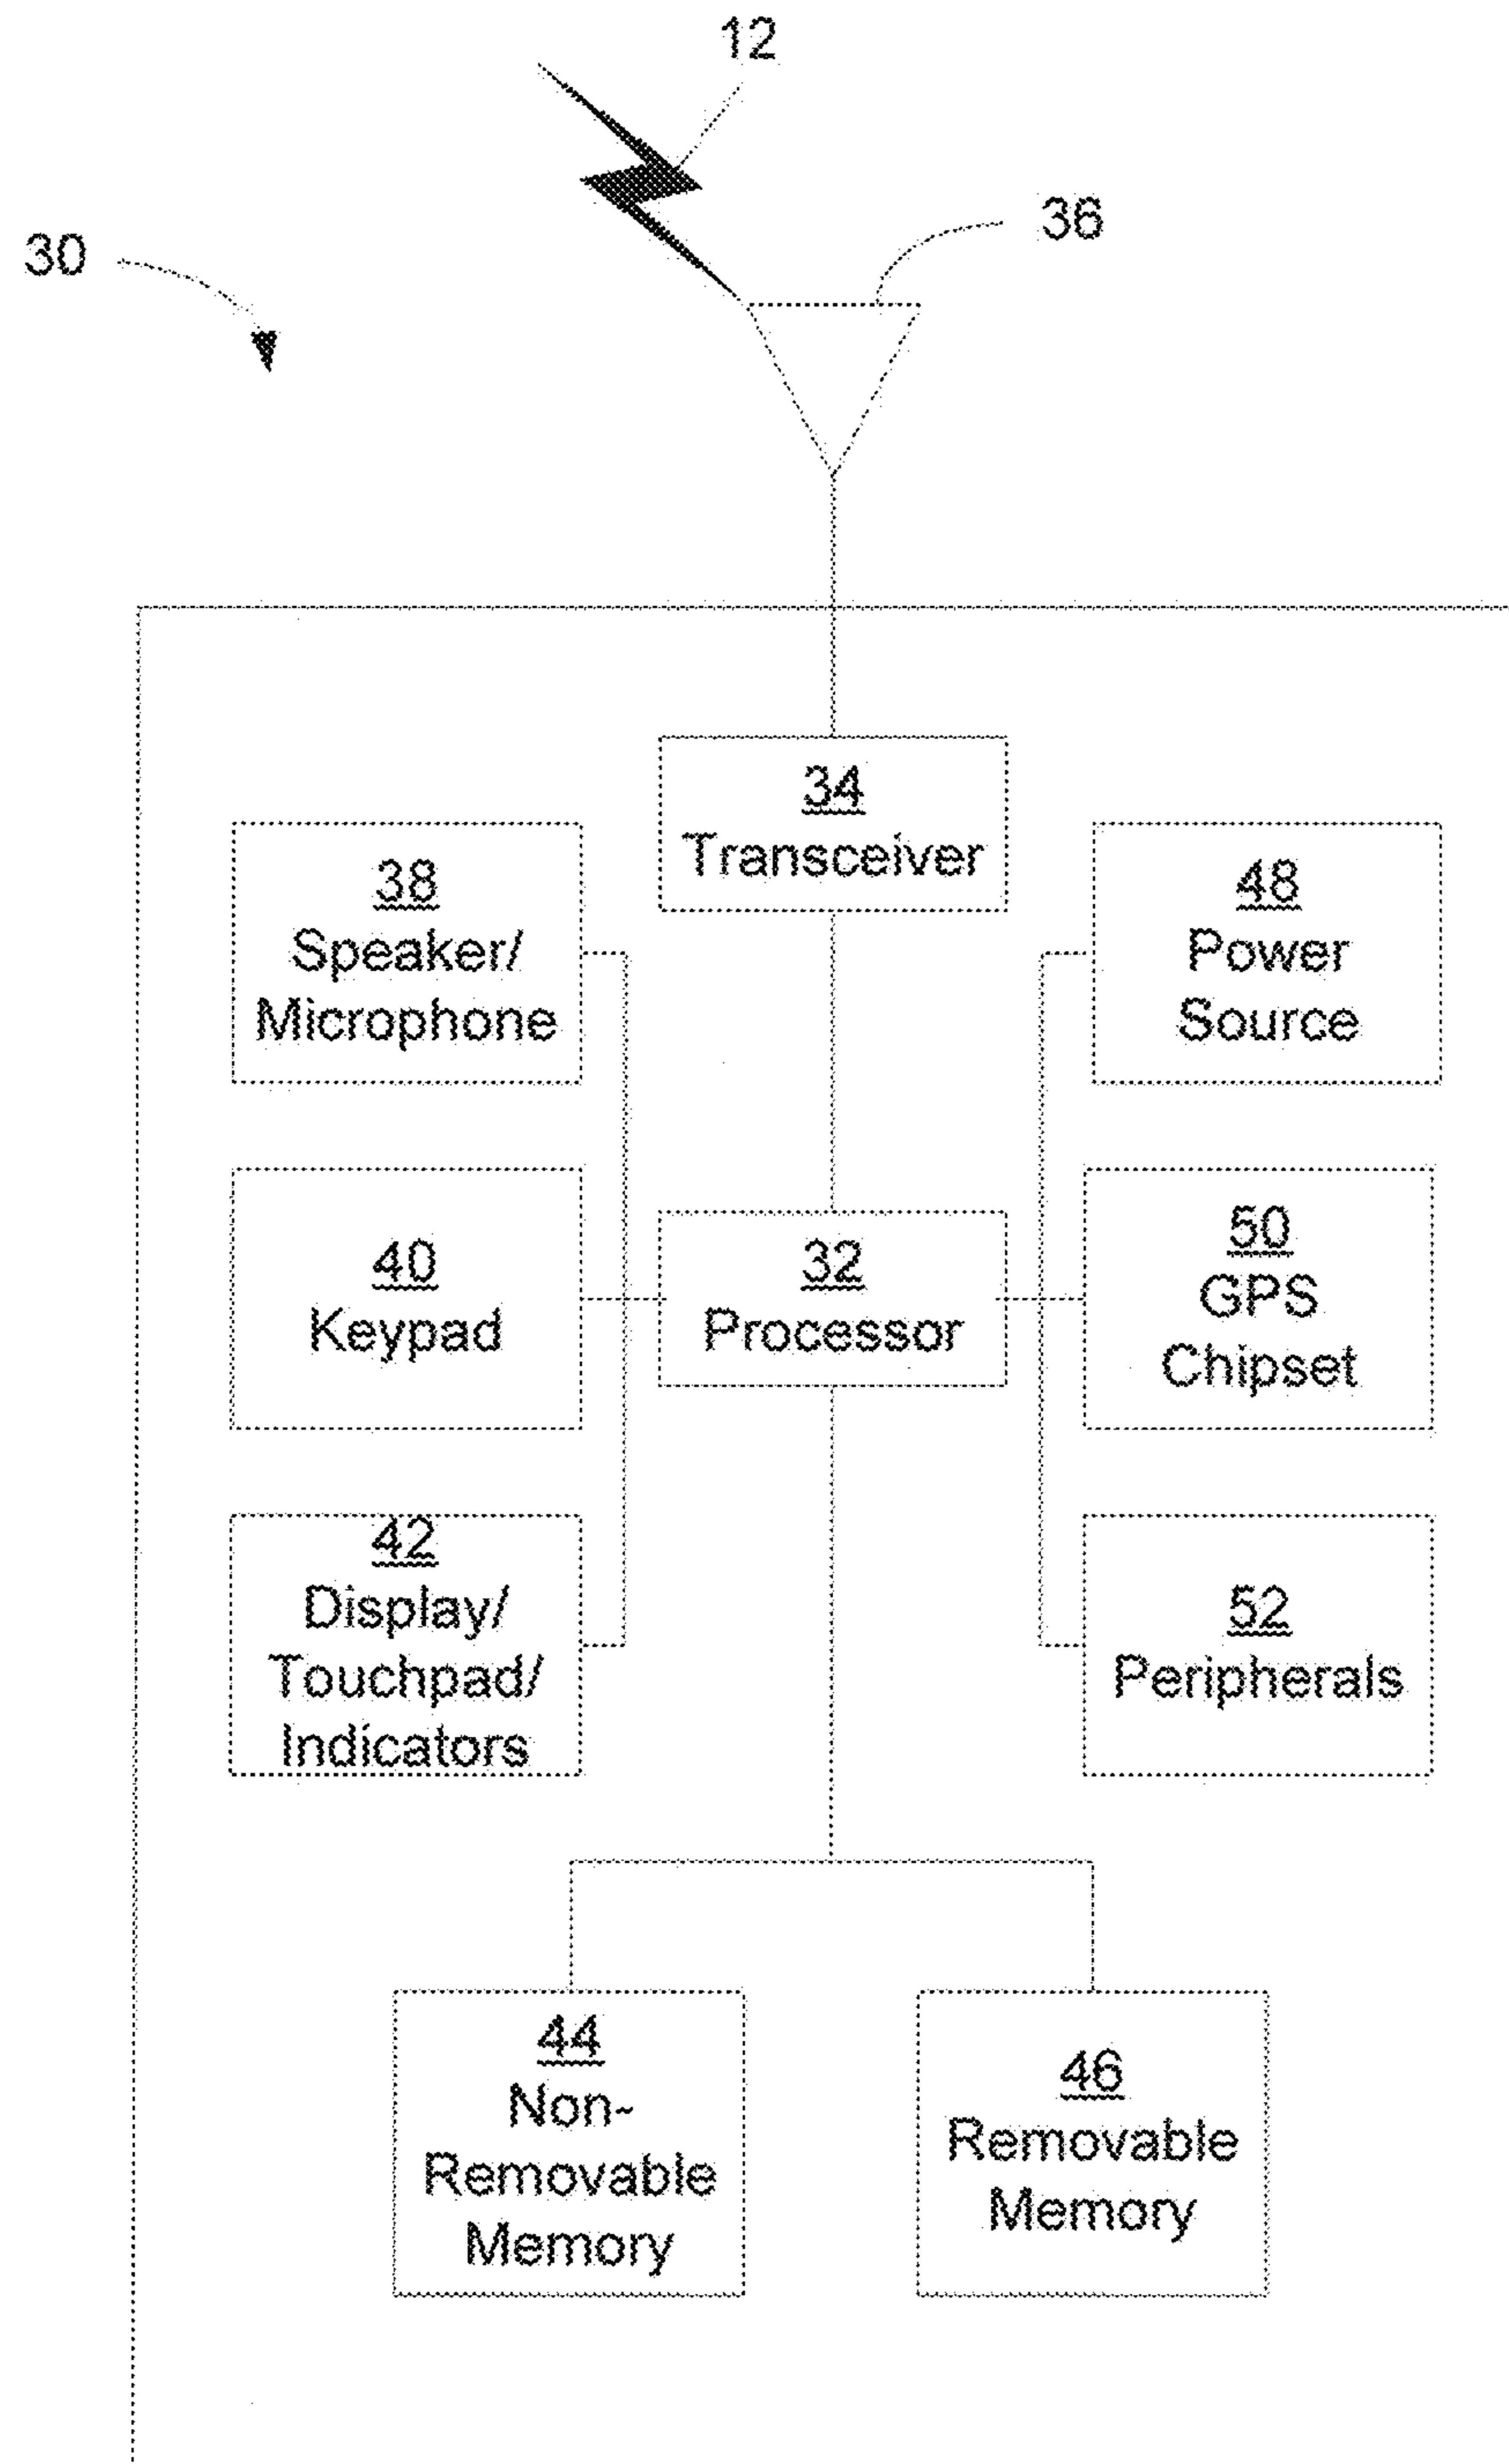 12
36
30
34
Transceiver
38
Speaker/
Microphone
48
Power
Source
40
Keypad
32
Processor
50
GPS
Chipset
42
Display/
Touchpad/
Indicators
52
Peripherals
44
Non-
Removable
Memory
46
Removable
Memory